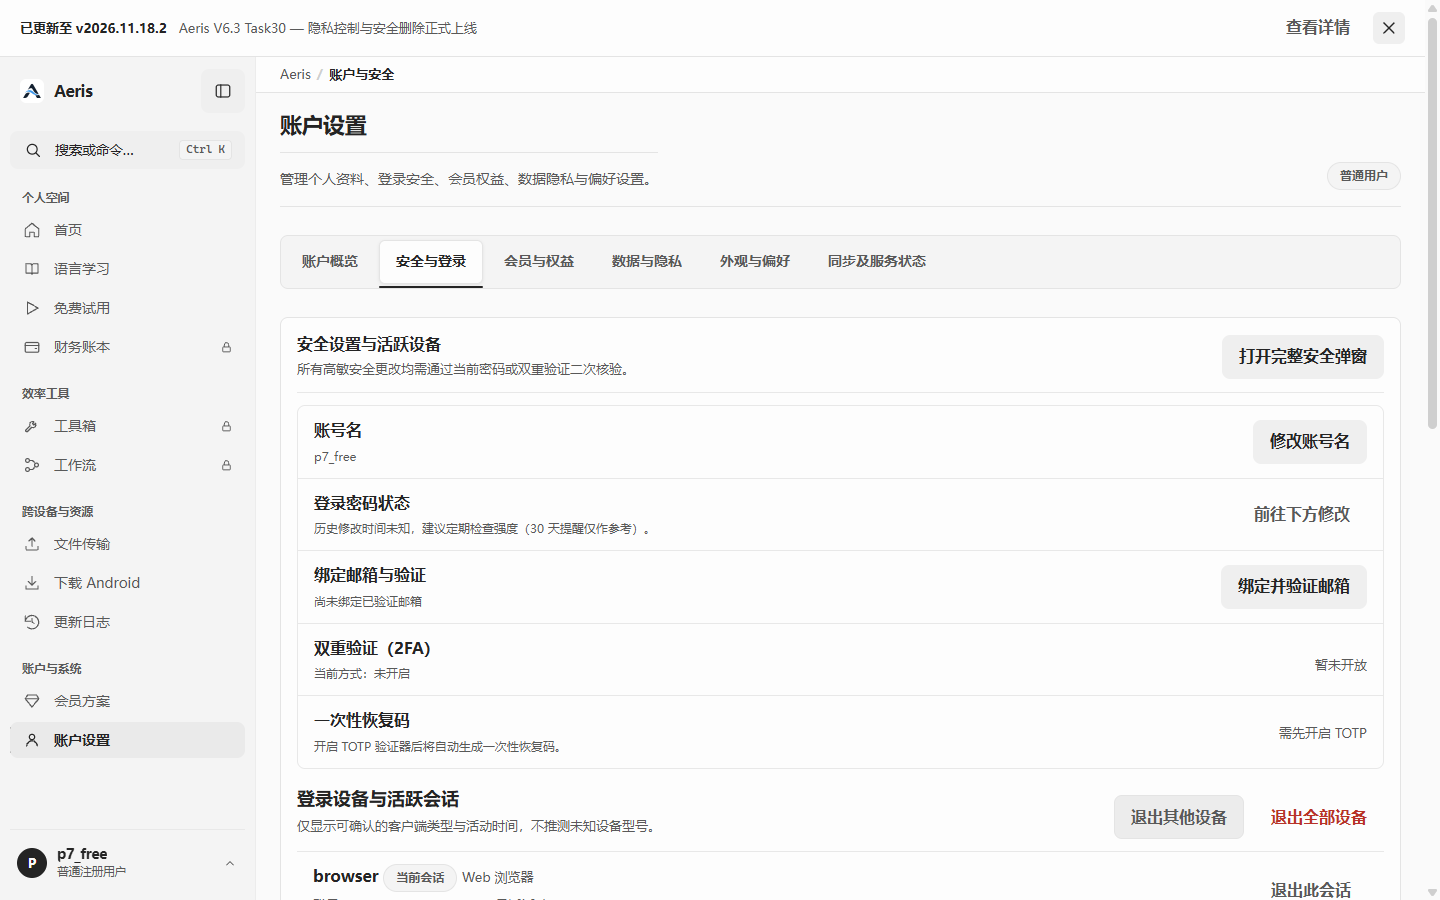 已更新至 v2026.11.18.2 Aeris V6.3 Task30 — 隐私控制与安全删除正式上线
查看详情
Aeris
搜索或命令... Ctrl K
个人空间
首页
语言学习
免费试用
财务账本
效率工具
工具箱
工作流
跨设备与资源
文件传输
下载 Android
更新日志
账户与系统
会员方案
账户设置
P
p7_free
普通注册用户
Aeris / 账户与安全
账户设置
管理个人资料、登录安全、会员权益、数据隐私与偏好设置。
普通用户
账户概览 安全与登录 会员与权益 数据与隐私 外观与偏好 同步及服务状态
安全设置与活跃设备
所有高敏安全更改均需通过当前密码或双重验证二次核验。
打开完整安全弹窗
账号名
p7_free
修改账号名
登录密码状态
历史修改时间未知，建议定期检查强度（30 天提醒仅作参考）。
前往下方修改
绑定邮箱与验证
尚未绑定已验证邮箱
绑定并验证邮箱
双重验证（2FA）
当前方式：未开启
暂未开放
一次性恢复码
开启 TOTP 验证器后将自动生成一次性恢复码。
需先开启 TOTP
登录设备与活跃会话
仅显示可确认的客户端类型与活动时间，不推测未知设备型号。
退出其他设备
退出全部设备
browser 当前会话 Web 浏览器
退出此会话